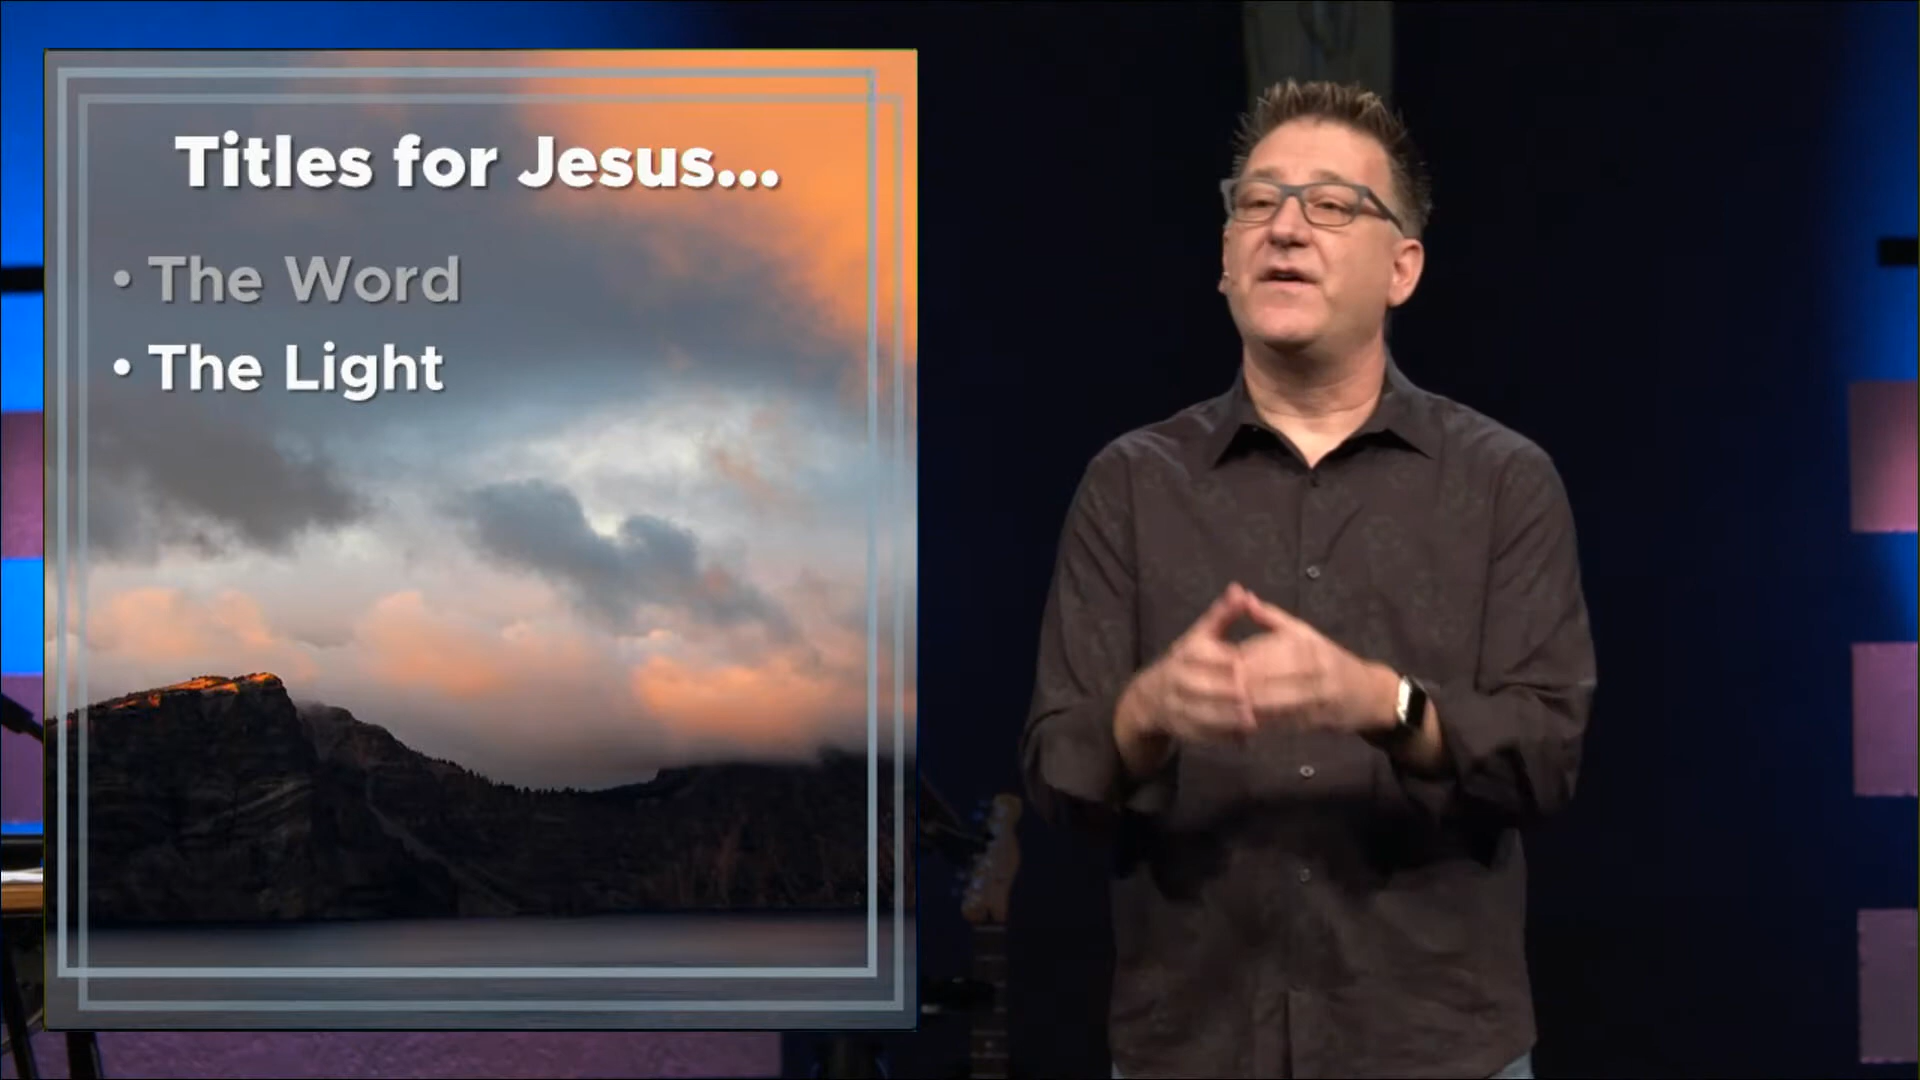 Titles for Jesus...
• The Word
• The Light